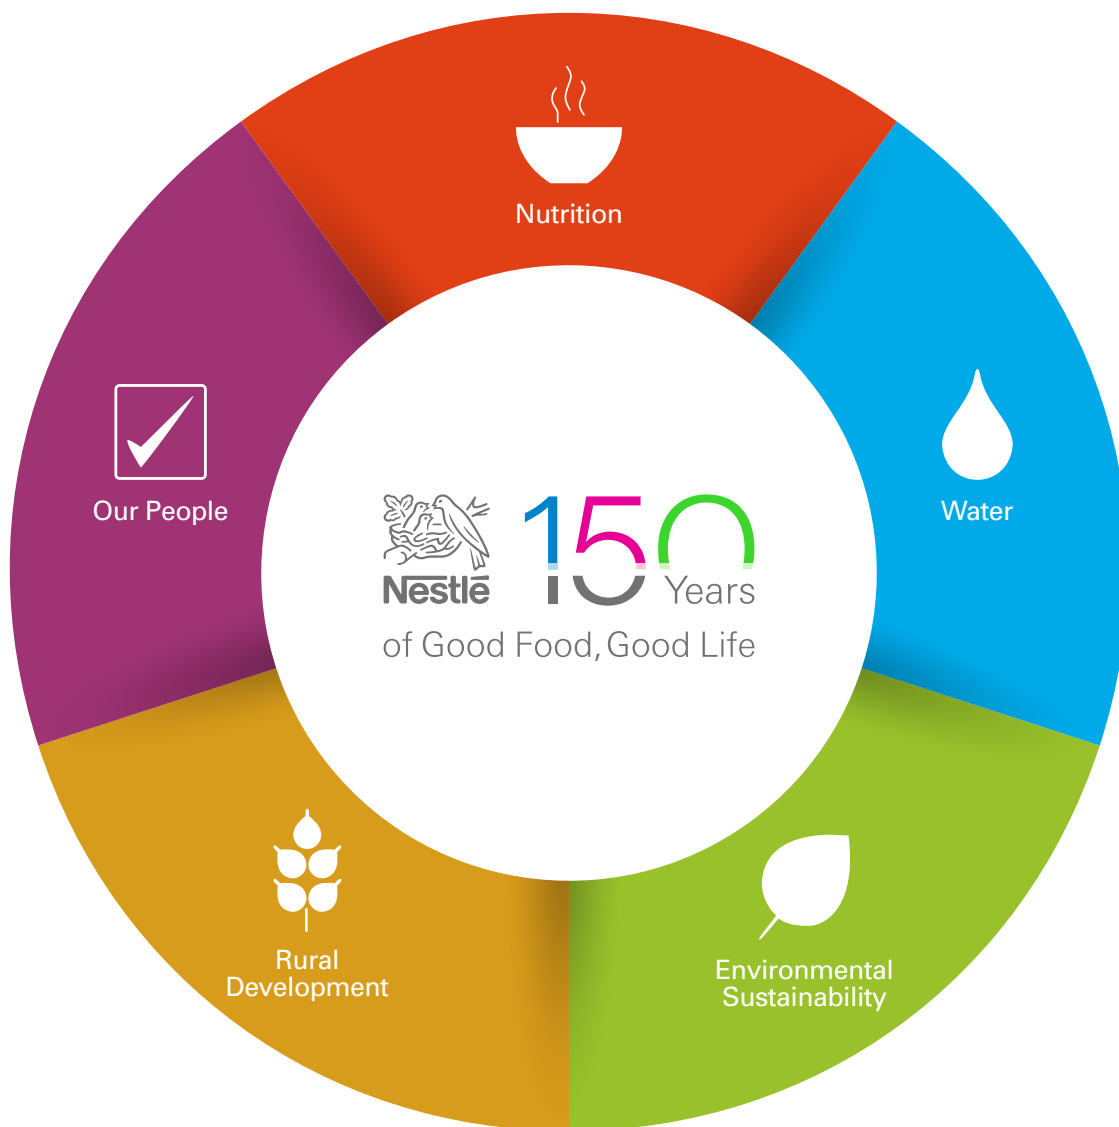 Nutrition
Our People
Water
Nestlé
150
Years
of Good Food, Good Life
Rural
Development
Environmental
Sustainability